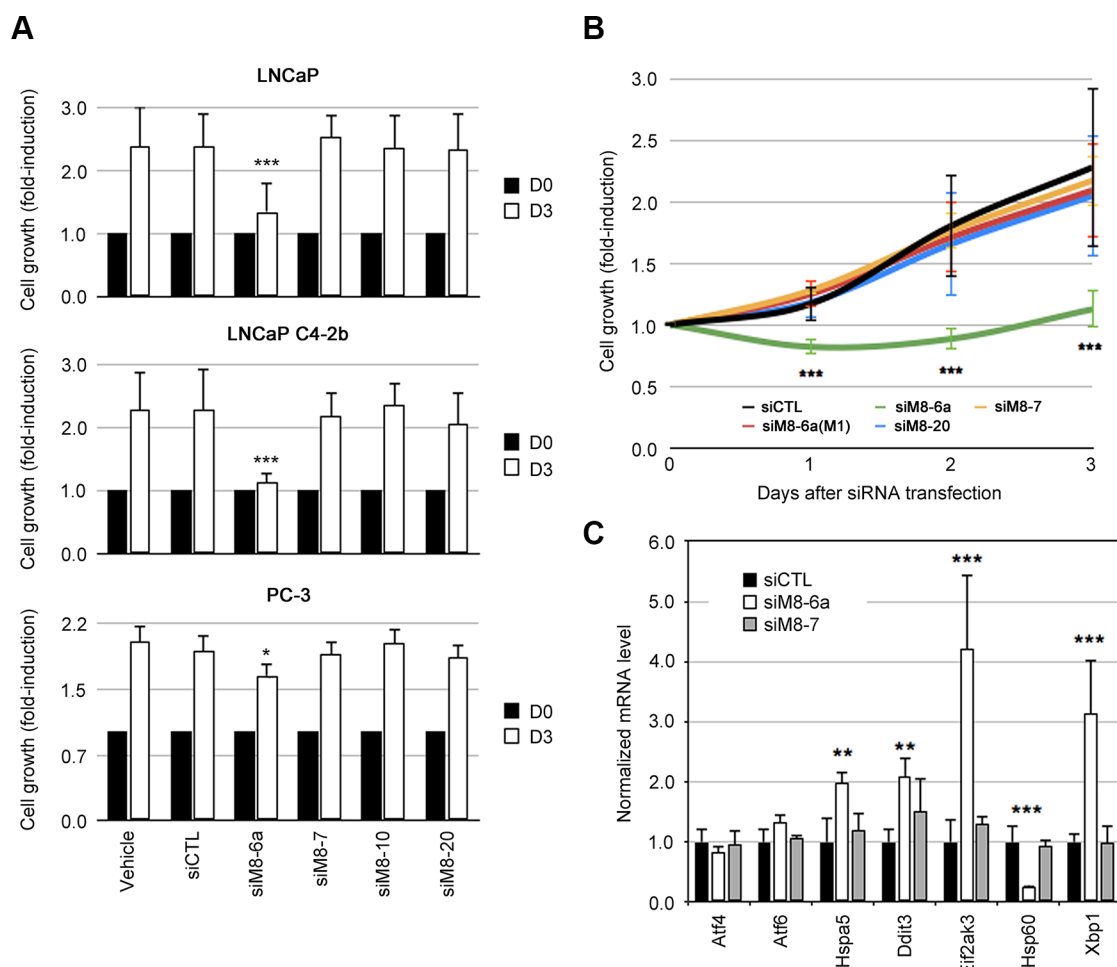 A
LNCaP
Cell growth (fold-induction)
3.0
2.0
1.0
0.0
***
D0
D3
LNCaP C4-2b
Cell growth (fold-induction)
3.0
2.0
1.0
0.0
***
D0
D3
PC-3
Cell growth (fold-induction)
2.2
1.5
0.7
0.0
*
D0
D3
Vehicle
siCTL
siM8-6a
siM8-7
siM8-10
siM8-20
B
Cell growth (fold-induction)
3.0
2.5
2.0
1.5
1.0
0.5
0.0
*** *** ***
siCTL siM8-6a siM8-7
siM8-6a(M1) siM8-20
0 1 2 3
Days after siRNA transfection
C
Normalized mRNA level
6.0
5.0
4.0
3.0
2.0
1.0
0.0
siCTL
siM8-6a
siM8-7
** ** *** *** ***
Atf4
Atf6
Hspa5
Ddit3
Eif2ak3
Hsp60
Xbp1